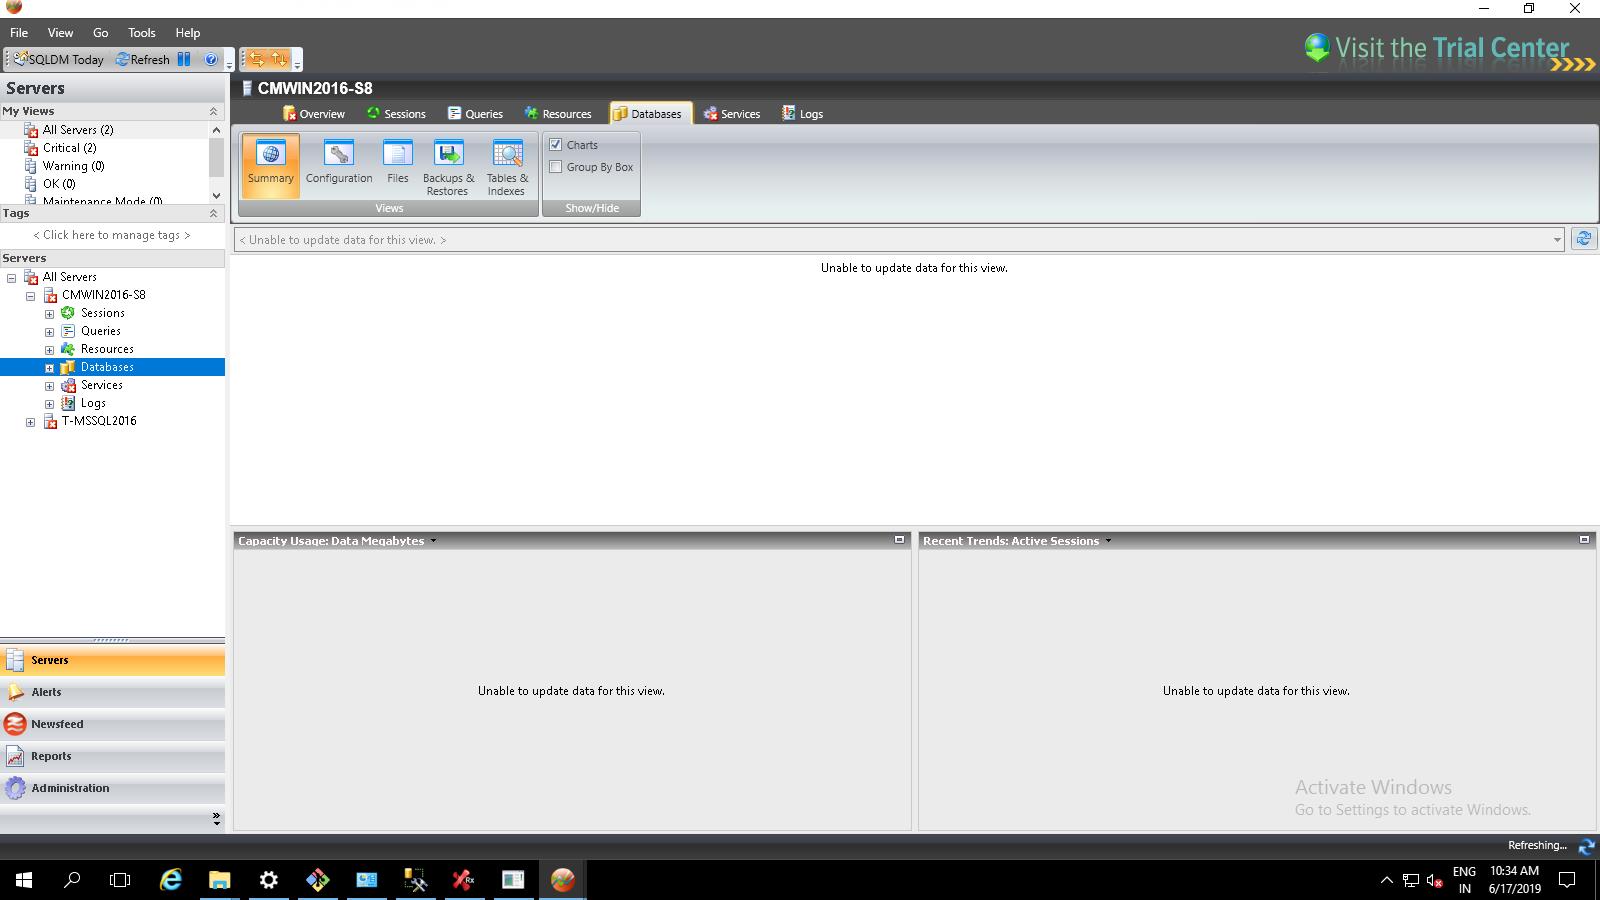 File View Go Tools Help
SQLDM Today Refresh
Visit the Trial Center
Servers
My Views
All Servers (2)
Critical (2)
Warning (0)
OK (0)
Maintenance Mode (0)
Tags
< Click here to manage tags >
Servers
All Servers
CMWIN2016-S8
Sessions
Queries
Resources
Databases
Services
Logs
T-MSSQL2016
Servers
Alerts
Newsfeed
Reports
Administration
CMWIN2016-S8
Overview Sessions Queries Resources Databases Services Logs
Summary
Configuration
Files
Backups &
Restores
Tables &
Indexes
Views
Charts
Group By Box
Show/Hide
< Unable to update data for this view. >
Unable to update data for this view.
Capacity Usage: Data Megabytes
Unable to update data for this view.
Recent Trends: Active Sessions
Unable to update data for this view.
Activate Windows
Go to Settings to activate Windows.
Refreshing...
ENG
IN
10:34 AM
6/17/2019